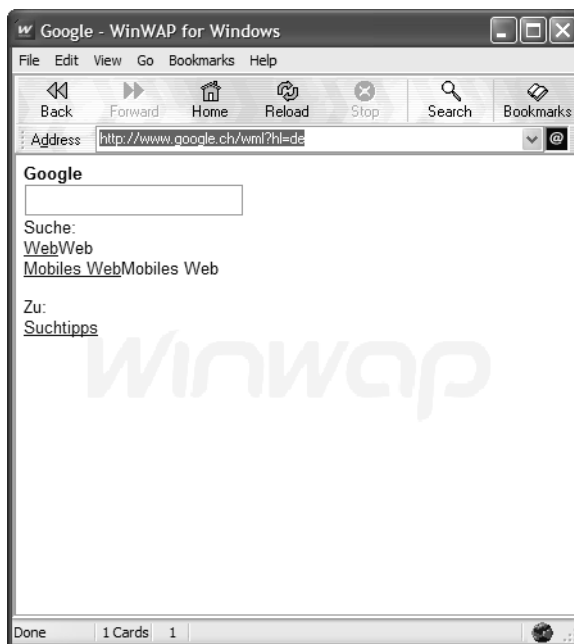 Google - WinWAP for Windows
File Edit View Go Bookmarks Help
Back Forward Home Reload Stop Search Bookmarks
Address http://www.google.ch/wml?hl=de @
Google
Suche:
WebWeb
Mobiles WebMobiles Web
Zu:
Suchtipps
Winwap
Done 1 Cards 1